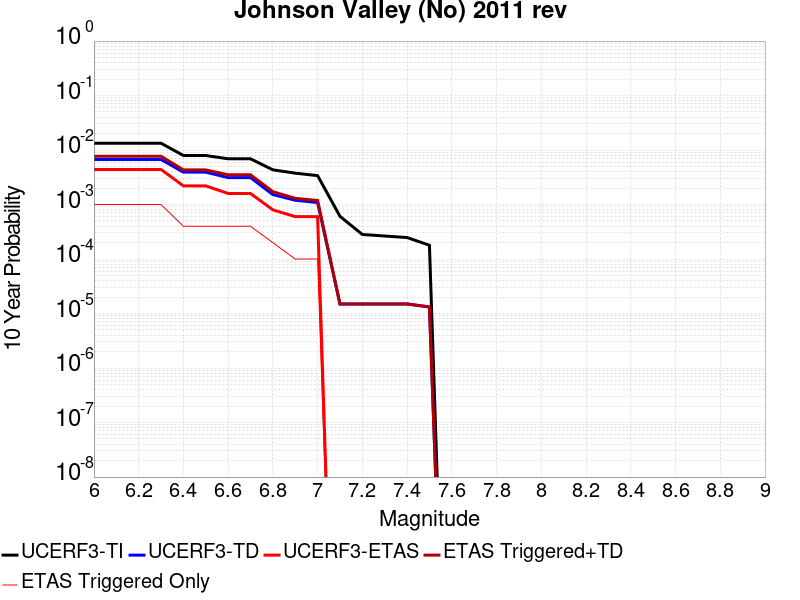 Johnson Valley (No) 2011 rev
10^0
10^-1
10^-2
10^-3
10^-4
10^-5
10^-6
10^-7
10^-8
10 Year Probability
6 6.2 6.4 6.6 6.8 7 7.2 7.4 7.6 7.8 8 8.2 8.4 8.6 8.8 9
Magnitude
UCERF3-TI UCERF3-TD UCERF3-ETAS ETAS Triggered+TD
ETAS Triggered Only